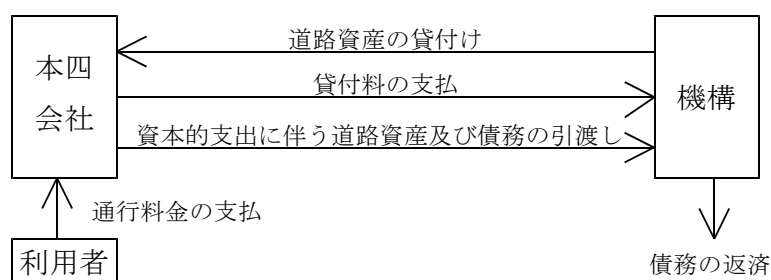 道路資産の貸付け
本四
会社
貸付料の支払
機構
資本的支出に伴う道路資産及び債務の引渡し
通行料金の支払
利用者
債務の返済